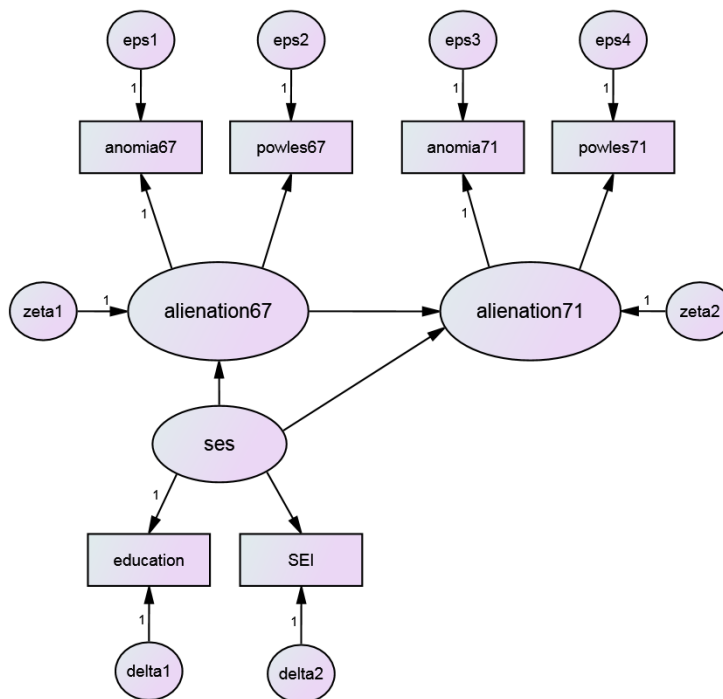 eps1
eps2
eps3
eps4
1
1
1
1
anomia67
powles67
anomia71
powles71
1
1
zeta1
1
alienation67
alienation71
1
zeta2
ses
1
education
SEI
1
1
delta1
delta2